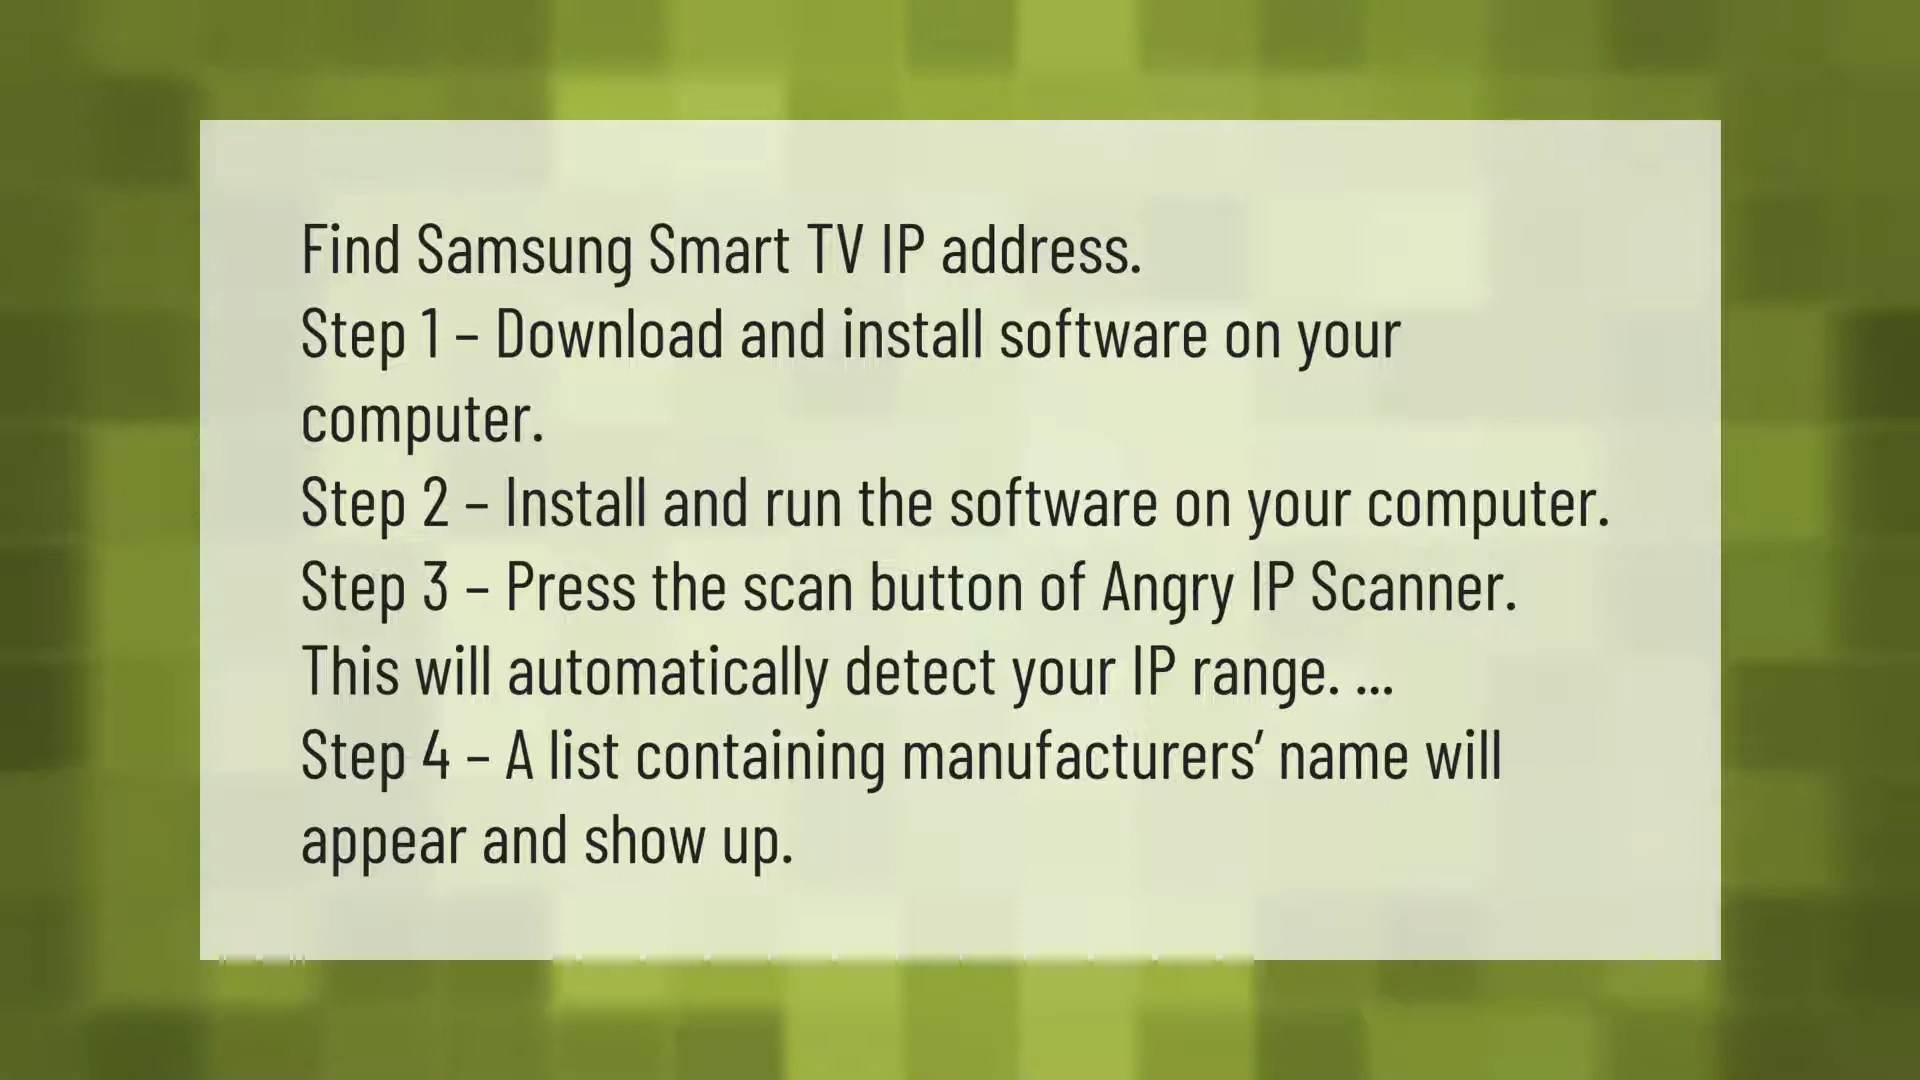 Find Samsung Smart TV IP address.
Step 1 – Download and install software on your
computer.
Step 2 – Install and run the software on your computer.
Step 3 – Press the scan button of Angry IP Scanner.
This will automatically detect your IP range. ...
Step 4 – A list containing manufacturers’ name will
appear and show up.